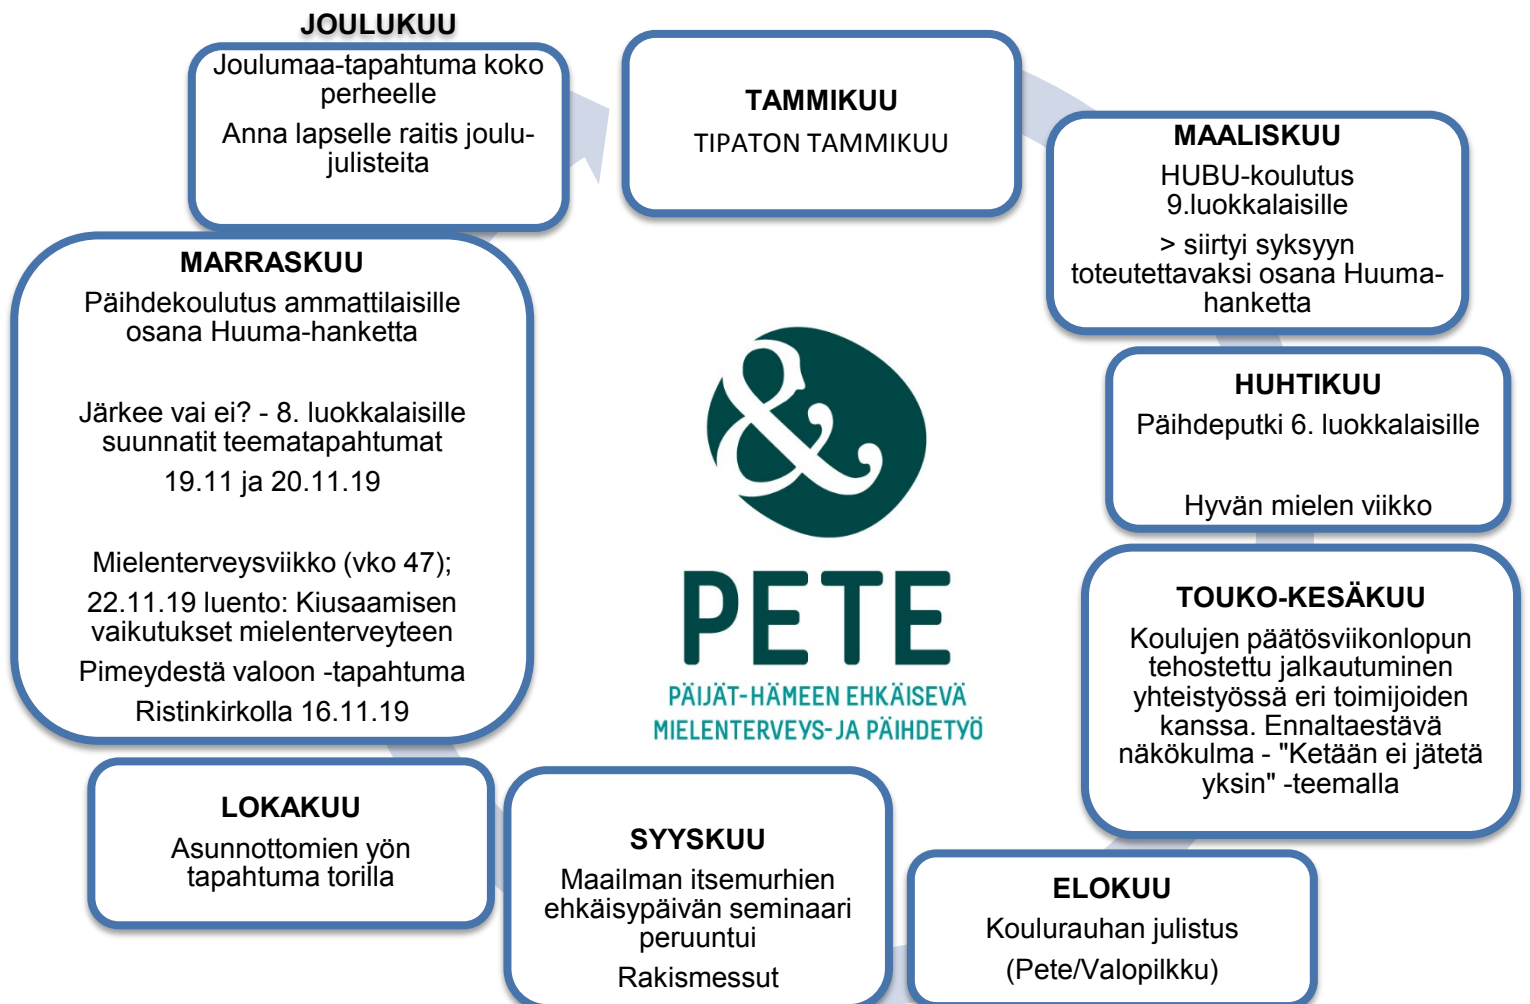 JOULUKUU
Joulumaa-tapahtuma koko
perheelle
Anna lapselle raitis joulu-
julisteita
TAMMIKUU
TIPATON TAMMIKUU
MAALISKUU
HUBU-koulutus
9.luokkalaisille
> siirtyi syksyyn
toteutettavaksi osana Huuma-
hanketta
HUHTIKUU
Päihdeputki 6. luokkalaisille
Hyvän mielen viikko
TOUKO-KESÄKUU
Koulujen päätösviikonlopun
tehostettu jalkautuminen
yhteistyössä eri toimijoiden
kanssa. Ennaltaestävä
näkökulma - "Ketään ei jätetä
yksin" -teemalla
ELOKUU
Koulurauhan julistus
(Pete/Valopilkku)
SYYSKUU
Maailman itsemurhien
ehkäisypäivän seminaari
peruuntui
Rakismessut
LOKAKUU
Asunnottomien yön
tapahtuma torilla
MARRASKUU
Päihdekoulutus ammattilaisille
osana Huuma-hanketta
Järkee vai ei? - 8. luokkalaisille
suunnatit teematapahtumat
19.11 ja 20.11.19
Mielenterveysviikko (vko 47);
22.11.19 luento: Kiusaamisen
vaikutukset mielenterveyteen
Pimeydestä valoon -tapahtuma
Ristinkirkolla 16.11.19
&
PETE
PÄIJÄT-HÄMEEN EHKÄISEVÄ
MIELENTERVEYS- JA PÄIHDETYÖ